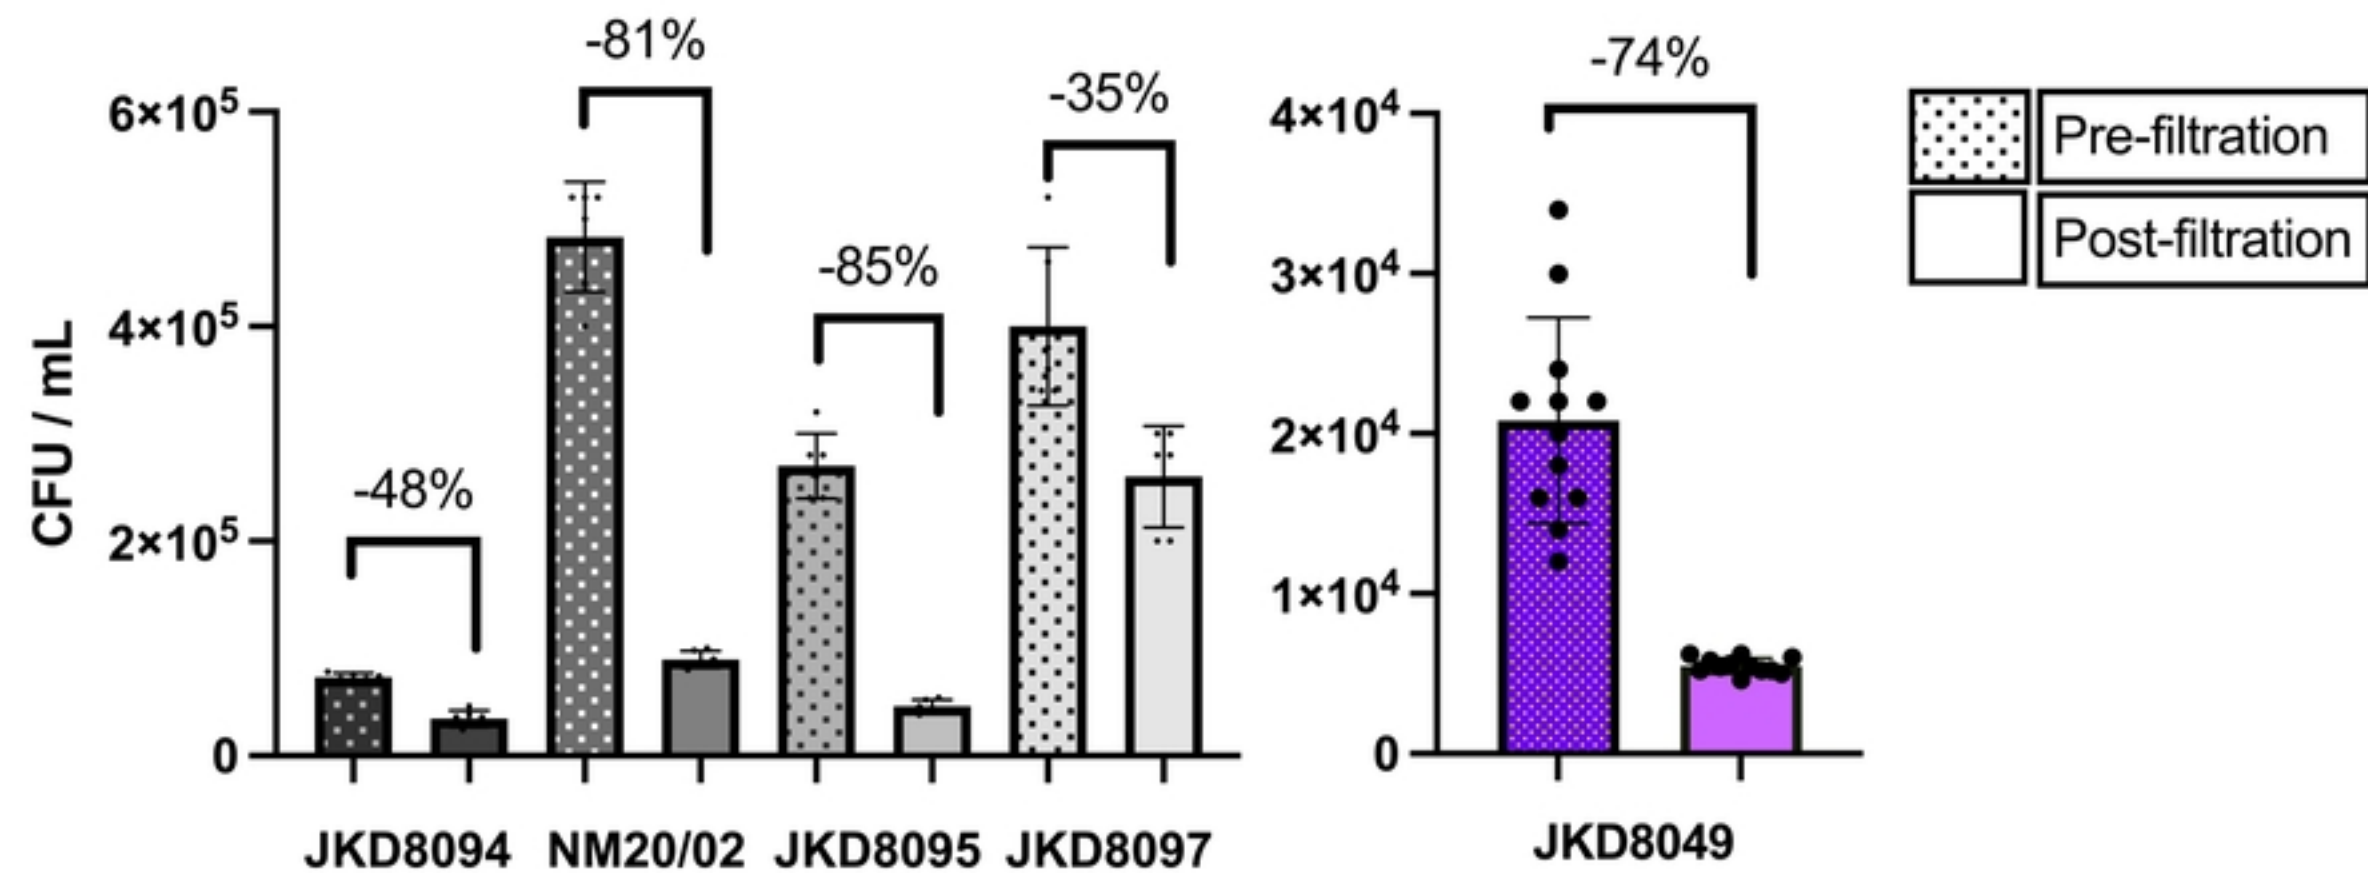 -81%
-74%
-35%
6×10⁵
4×10⁴
Pre-filtration
Post-filtration
-85%
3×10⁴
4×10⁵
CFU / mL
-48%
2×10⁴
2×10⁵
1×10⁴
0
0
JKD8094 NM20/02 JKD8095 JKD8097
JKD8049